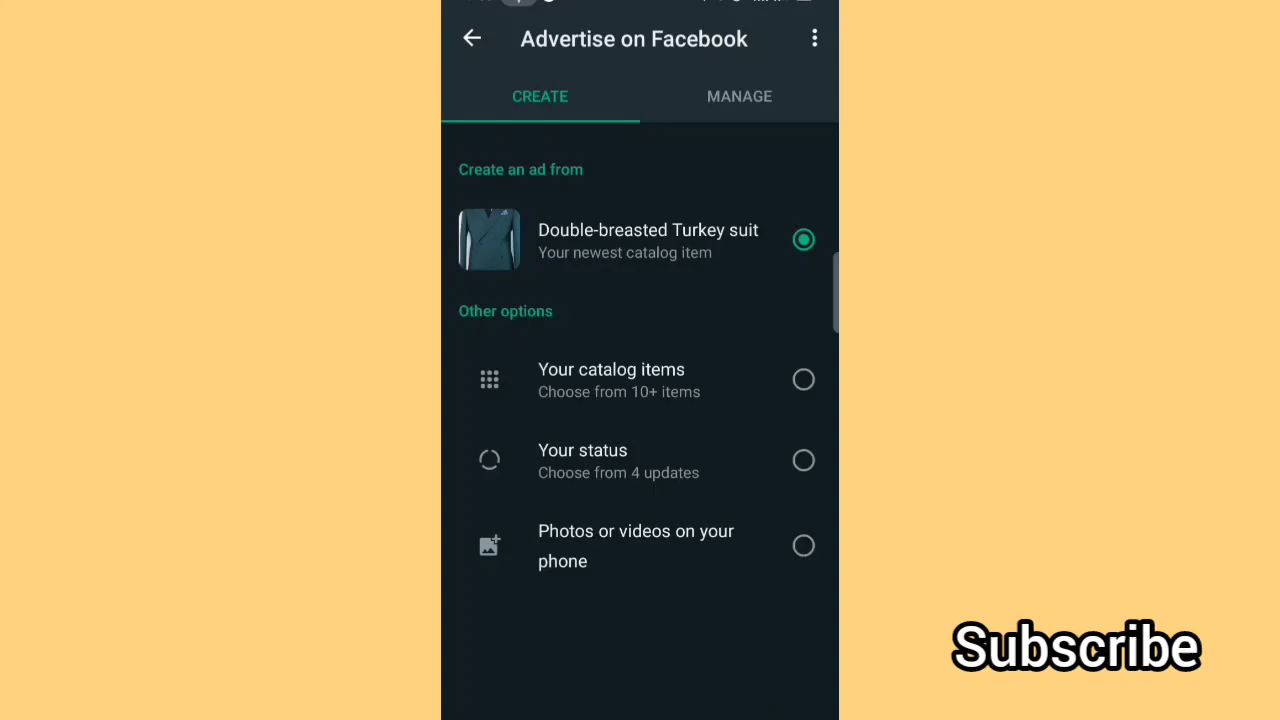 Advertise on Facebook
CREATE
MANAGE
Create an ad from
Double-breasted Turkey suit
Your newest catalog item
Other options
Your catalog items
Choose from 10+ items
Your status
Choose from 4 updates
Photos or videos on your
phone
Subscribe